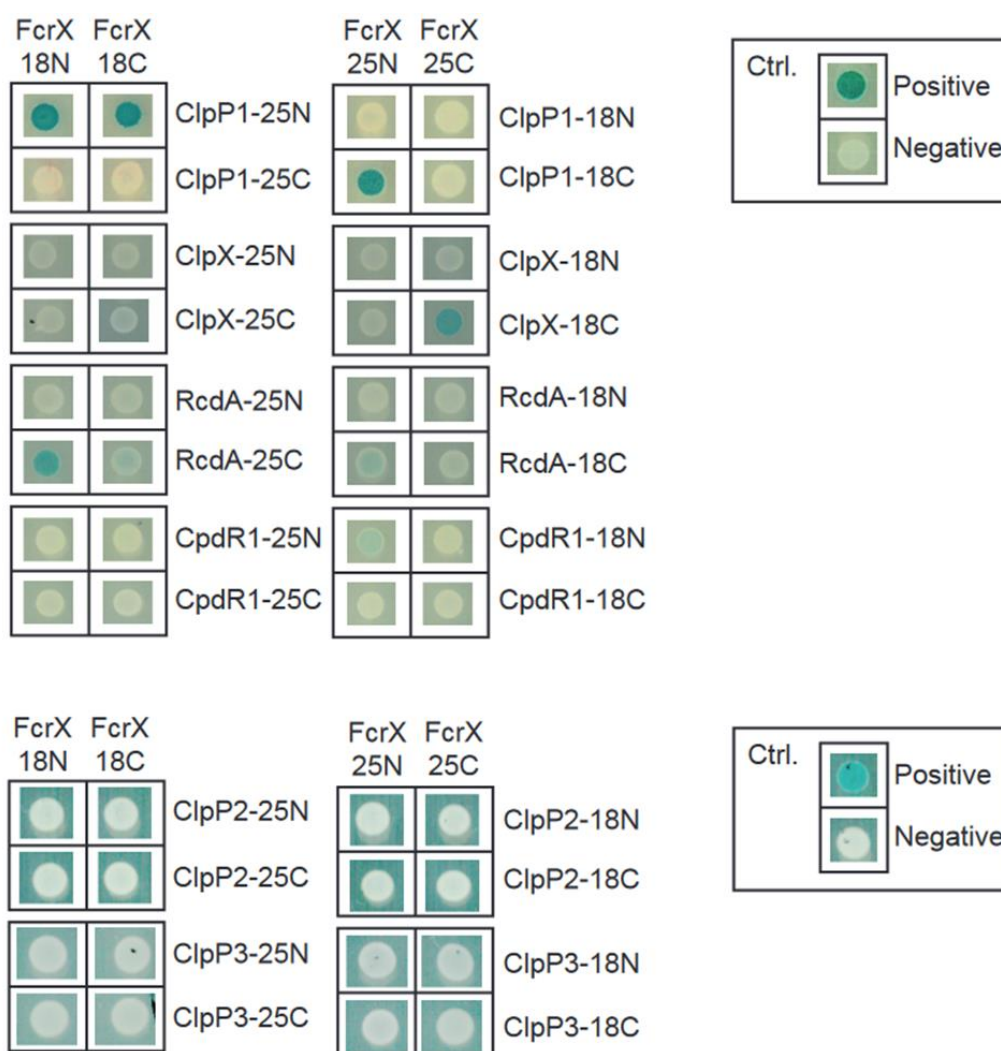 FcrX FcrX
18N 18C
FcrX FcrX
25N 25C
ClpP1-25N
ClpP1-25C
ClpX-25N
ClpX-25C
RcdA-25N
RcdA-25C
CpdR1-25N
CpdR1-25C
ClpP1-18N
ClpP1-18C
ClpX-18N
ClpX-18C
RcdA-18N
RcdA-18C
CpdR1-18N
CpdR1-18C
Ctrl.
Positive
Negative
FcrX FcrX
18N 18C
FcrX FcrX
25N 25C
ClpP2-25N
ClpP2-25C
ClpP3-25N
ClpP3-25C
ClpP2-18N
ClpP2-18C
ClpP3-18N
ClpP3-18C
Ctrl.
Positive
Negative